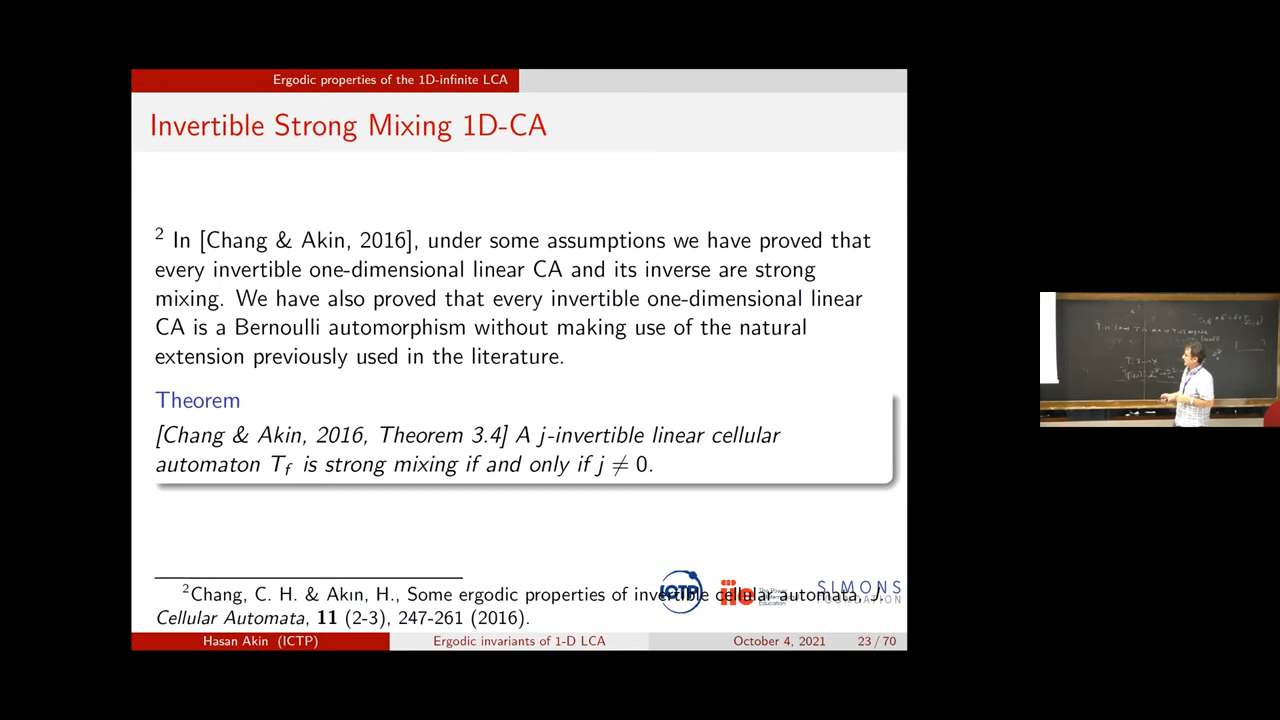 Ergodic properties of the 1D-infinite LCA
Invertible Strong Mixing 1D-CA
² In [Chang & Akin, 2016], under some assumptions we have proved that
every invertible one-dimensional linear CA and its inverse are strong
mixing. We have also proved that every invertible one-dimensional linear
CA is a Bernoulli automorphism without making use of the natural
extension previously used in the literature.
Theorem
[Chang & Akin, 2016, Theorem 3.4] A j-invertible linear cellular
automaton T_f is strong mixing if and only if j ≠ 0.
²Chang, C. H. & Akın, H., Some ergodic properties of invertible cellular automata, J.
Cellular Automata, 11 (2-3), 247-261 (2016).
ICTP
iie
SIMONS
FOUNDATION
Hasan Akin (ICTP)
Ergodic invariants of 1-D LCA
October 4, 2021
23 / 70